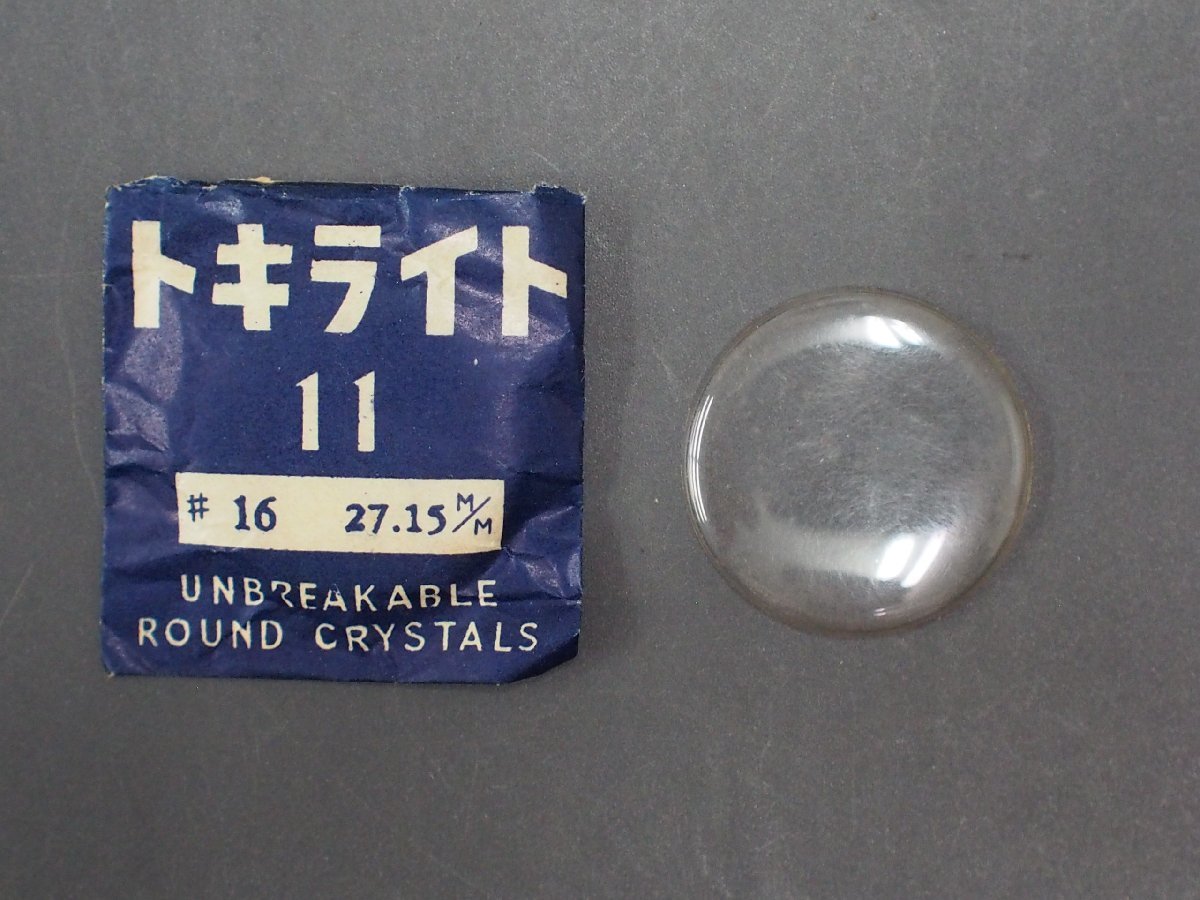 トキライト
11
# 16 27.15 M/M
UNBREAKABLE
ROUND CRYSTALS